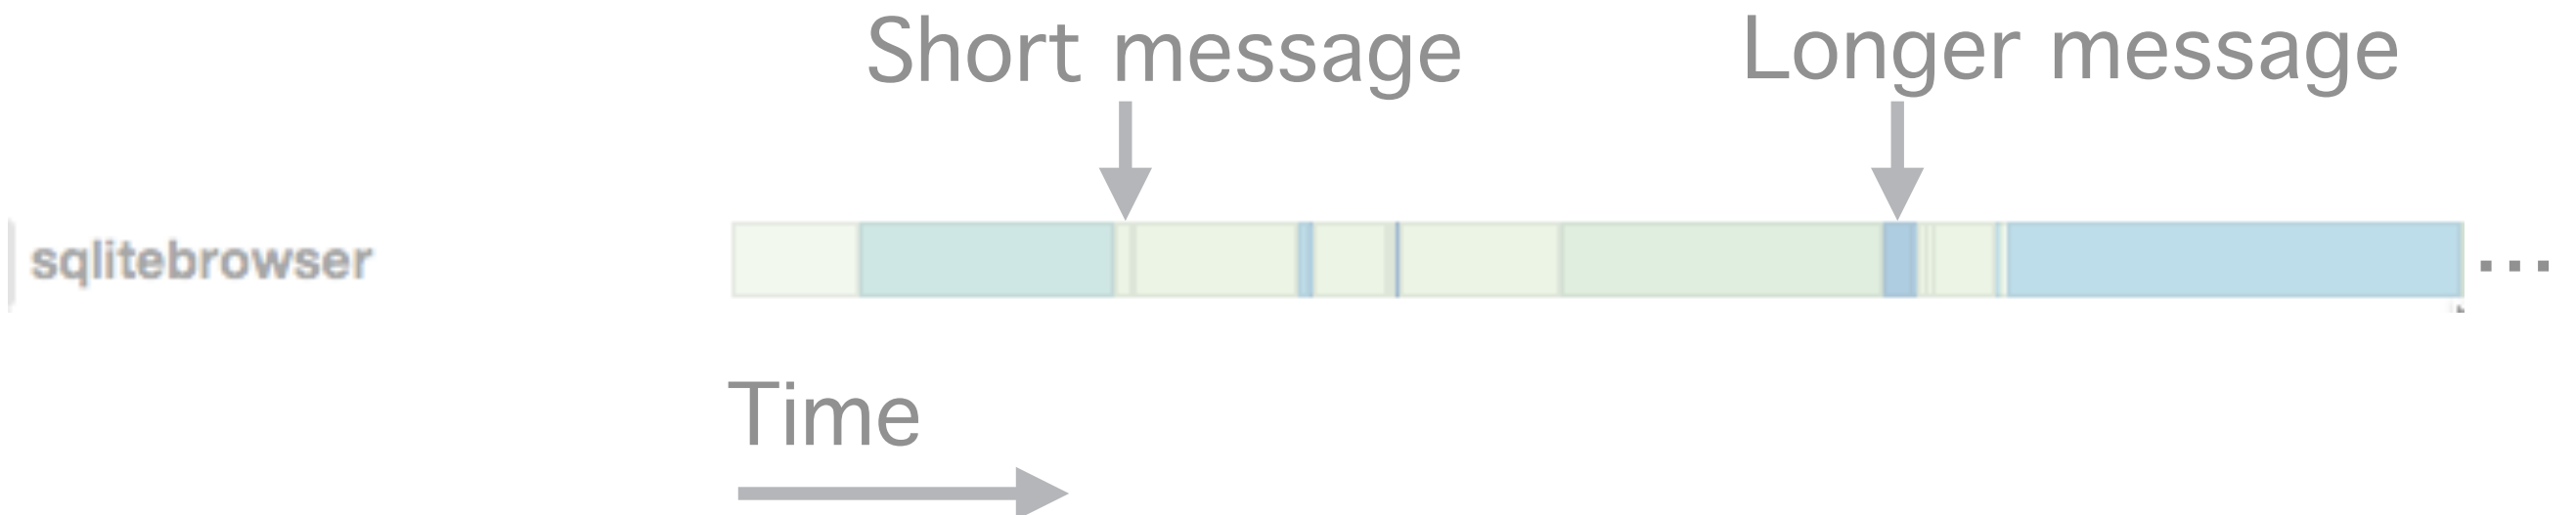 Short message
Longer message
sqlitebrowser
...
Time